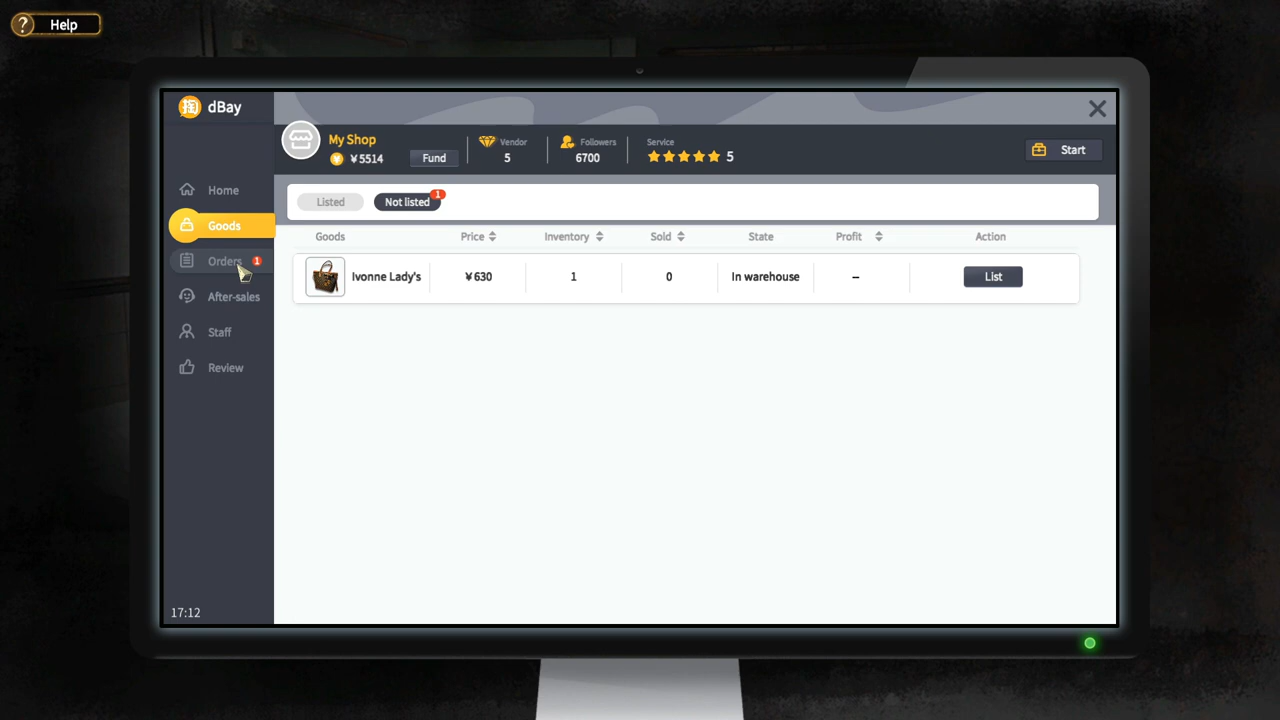 ? Help
掏 dBay
My Shop
¥5514
Fund
Vendor
5
Followers
6700
Service
5
Start
Home
Goods
Orders 1
After-sales
Staff
Review
17:12
Listed
Not listed 1
Goods Price Inventory Sold State Profit Action
Ivonne Lady's ¥630 1 0 In warehouse – List